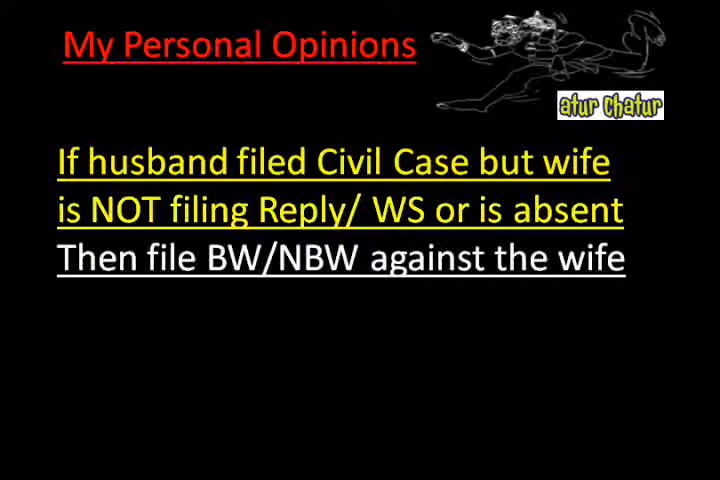 My Personal Opinions
atur chatur
If husband filed Civil Case but wife
is NOT filing Reply/ WS or is absent
Then file BW/NBW against the wife